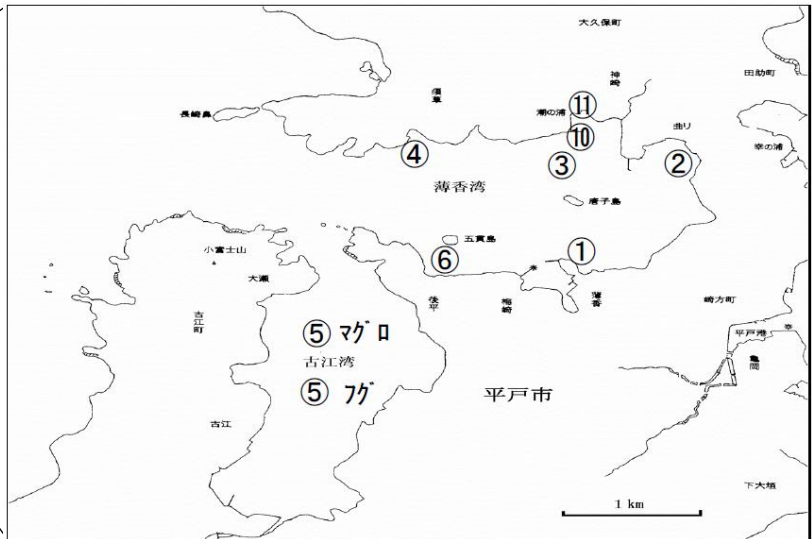 大久保町
神崎
田助町
須草
潮の浦
⑪
長崎鼻
⑩
曲り
幸の浦
④
③
②
薄香湾
唐子島
五貫島
小富士山
⑥
①
大瀬
後平
梅崎
薄香
崎方町
古江町
⑤ マグロ
平戸港
古江湾
亀岡
⑤ フグ
平戸市
古江
下大垣
1 km